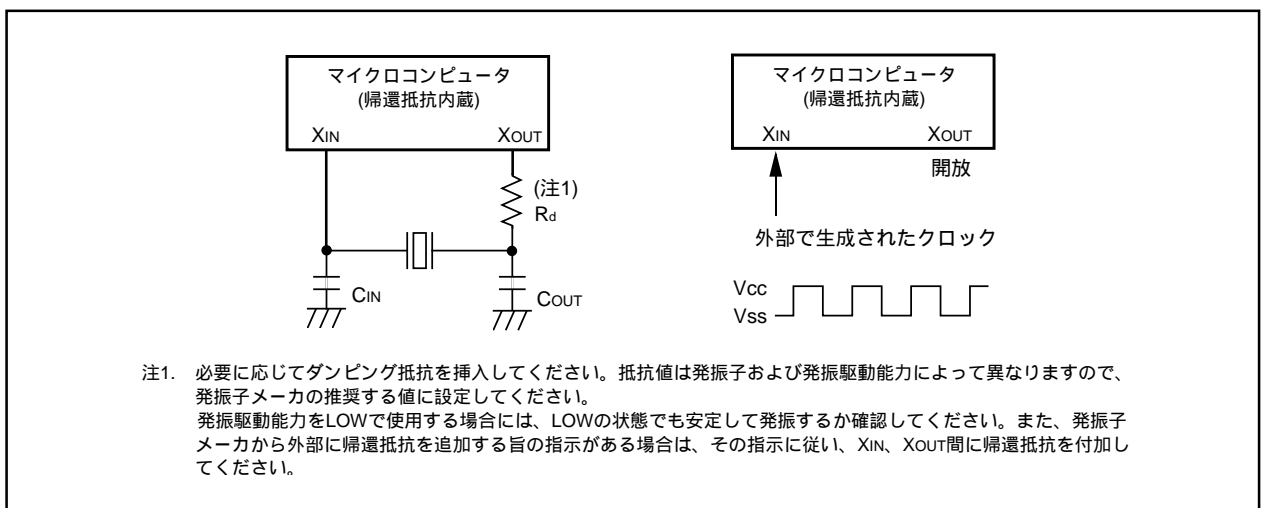 マイクロコンピュータ
(帰還抵抗内蔵)
XIN XOUT
(注1)
Rd
CIN
COUT
マイクロコンピュータ
(帰還抵抗内蔵)
XIN XOUT
開放
外部で生成されたクロック
Vcc
Vss
注1. 必要に応じてダンピング抵抗を挿入してください。抵抗値は発振子および発振駆動能力によって異なりますので、
発振子メーカの推奨する値に設定してください。
発振駆動能力をLOWで使用する場合には、LOWの状態でも安定して発振するか確認してください。また、発振子
メーカから外部に帰還抵抗を追加する旨の指示がある場合は、その指示に従い、XIN、XOUT間に帰還抵抗を付加し
てください。